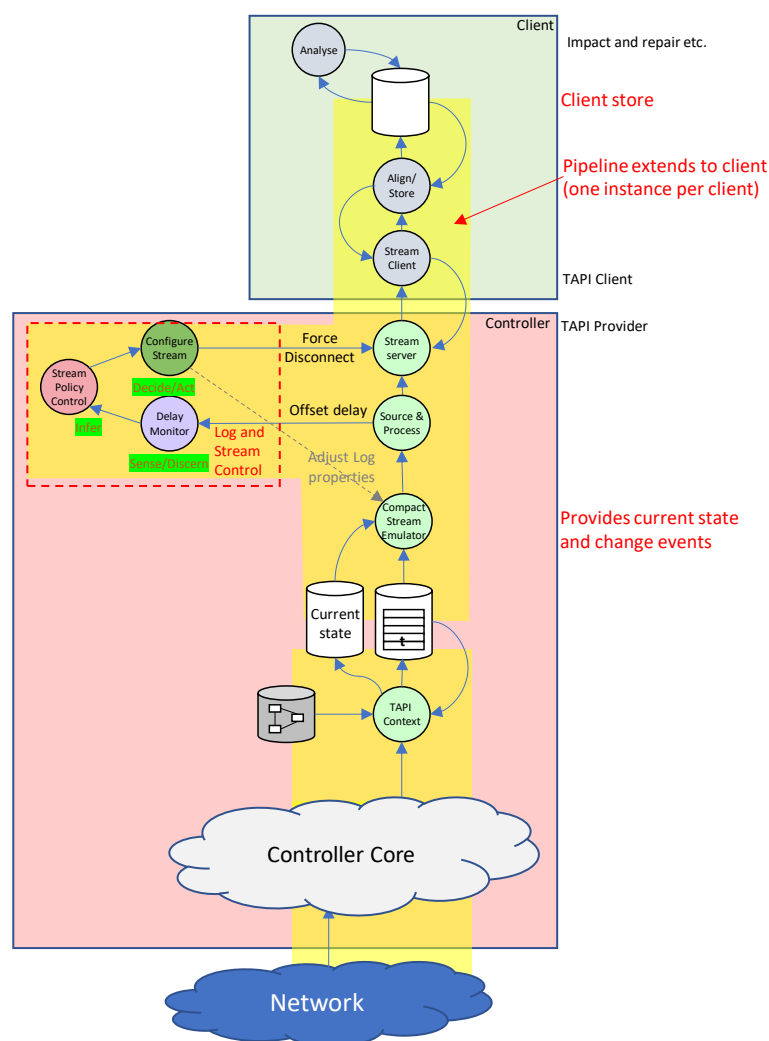 Client
Analyse
Impact and repair etc.
Client store
Pipeline extends to client
(one instance per client)
Align/
Store
Stream
Client
TAPI Client
Controller
TAPI Provider
Configure
Stream
Force
Disconnect
Stream
server
Stream
Policy
Control
Decide/Act
Infer
Delay
Monitor
Offset delay
Source &
Process
Sense/Discern
Log and
Stream
Control
Adjust Log
properties
Compact
Stream
Emulator
Provides current state
and change events
Current
state
t
TAPI
Context
Controller Core
Network